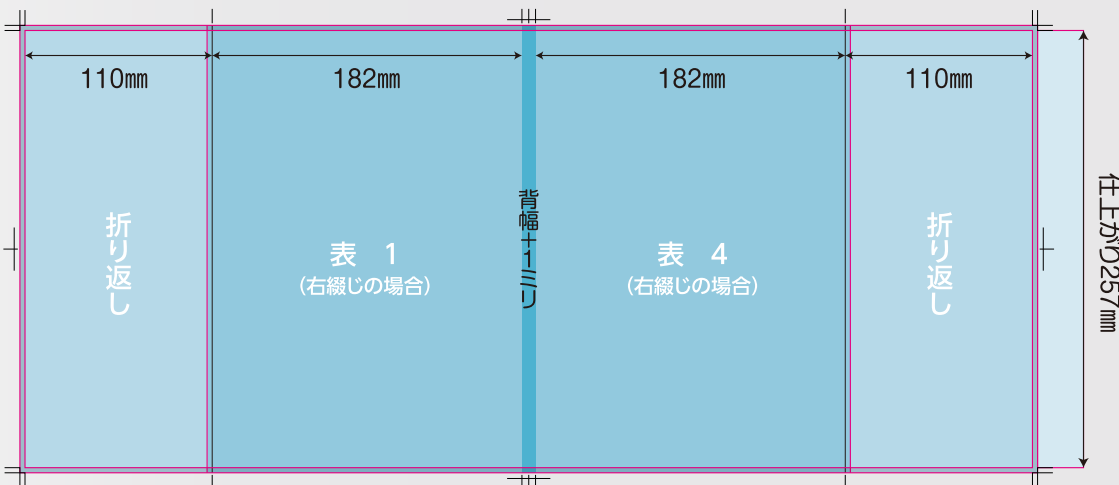 110㎜
182㎜
182㎜
110㎜
折り返し
表　1
(右綴じの場合)
背幅＋1ミリ
表　4
(右綴じの場合)
折り返し
仕上がり257㎜